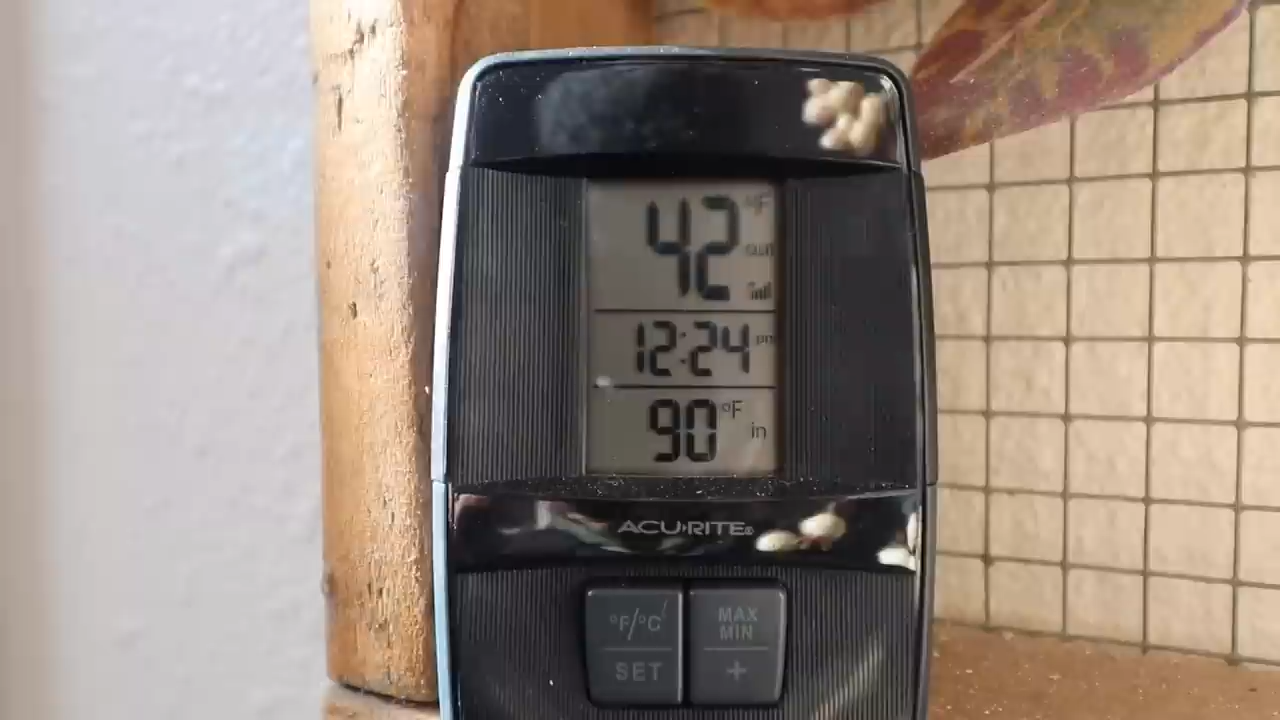 42 °F
out
12:24 pm
90 °F
in
ACU·RITE®
°F/°C
SET
MAX
MIN
+